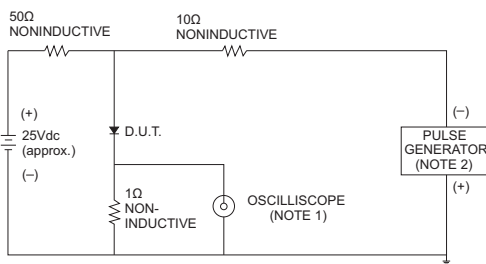 50Ω
NONINDUCTIVE
10Ω
NONINDUCTIVE
(+)
25Vdc
(approx.)
(–)
D.U.T.
1Ω
NON-
INDUCTIVE
OSCILLISCOPE
(NOTE 1)
(–)
PULSE
GENERATOR
(NOTE 2)
(+)